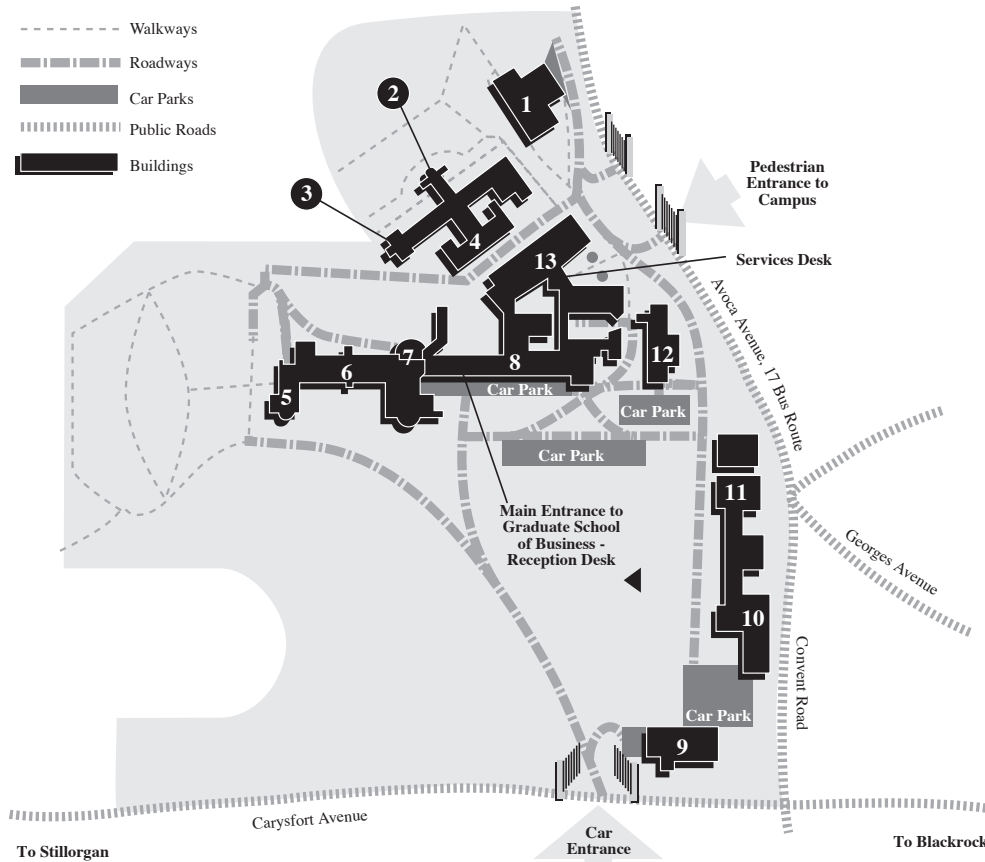 Walkways
Roadways
Car Parks
Public Roads
Buildings
1
2
Pedestrian
Entrance to
Campus
3
4
13
Services Desk
Avoca Avenue, 17 Bus Route
12
7
8
6
5
Car Park
Car Park
Car Park
11
Main Entrance to
Graduate School
of Business -
Reception Desk
Georges Avenue
10
Convent Road
Car Park
9
Carysfort Avenue
Car
Entrance
To Stillorgan
To Blackrock